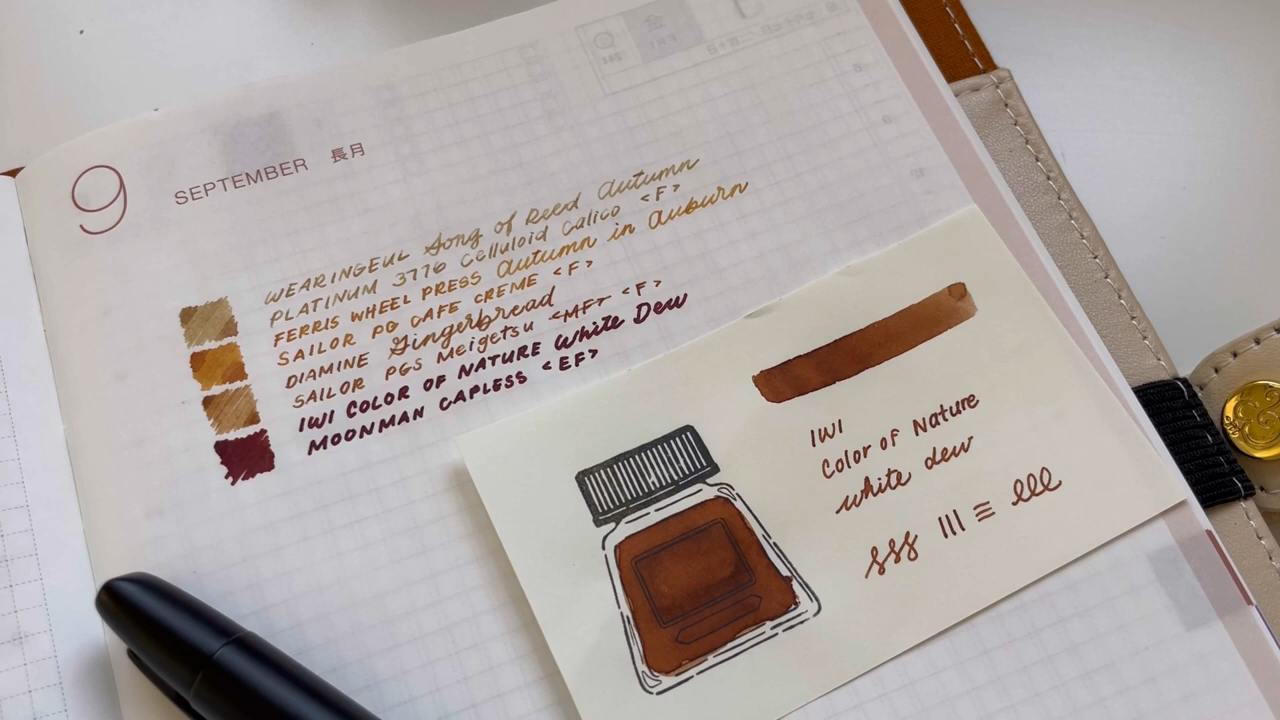 9
SEPTEMBER 長月
WEARINGEUL Song of Reed Autumn
PLATINUM 3776 Celluloid Calico <F>
FERRIS WHEEL PRESS Autumn in Auburn
SAILOR PG CAFE CREME <F>
DIAMINE Gingerbread
SAILOR PGS Meigetsu <MF> <F>
IWI COLOR OF NATURE White Dew
MOONMAN CAPLESS <EF>
IWI
Color of Nature
white dew